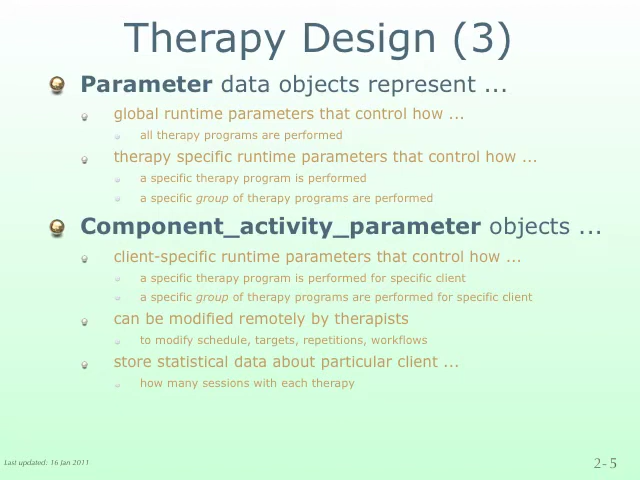 Therapy Design (3)
Parameter data objects represent ...
global runtime parameters that control how ...
all therapy programs are performed
therapy specific runtime parameters that control how ...
a specific therapy program is performed
a specific group of therapy programs are performed
Component_activity_parameter objects ...
client-specific runtime parameters that control how ...
a specific therapy program is performed for specific client
a specific group of therapy programs are performed for specific client
can be modified remotely by therapists
to modify schedule, targets, repetitions, workflows
store statistical data about particular client ...
how many sessions with each therapy
Last updated: 16 Jan 2011
2- 5